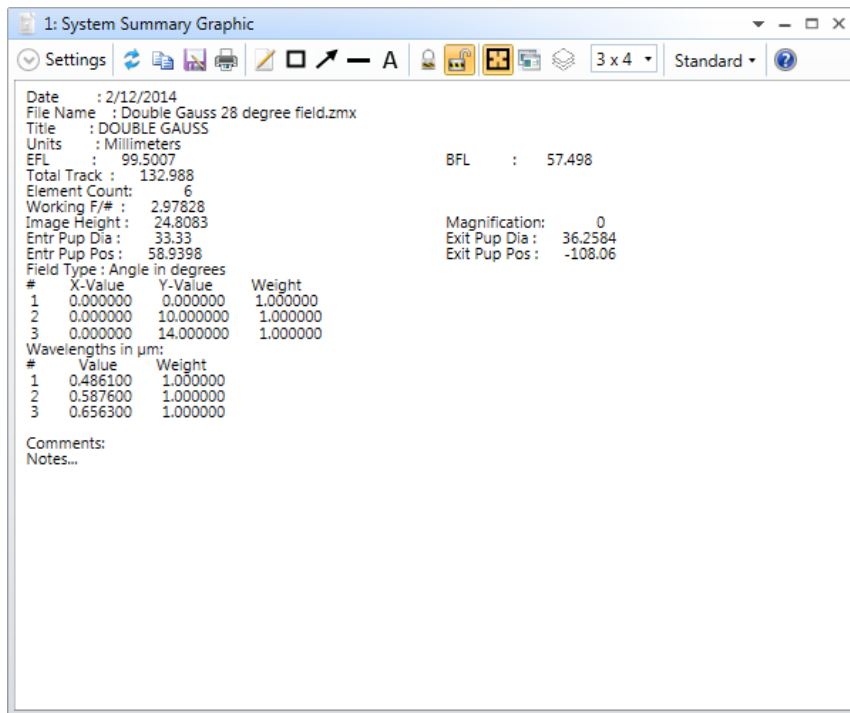 1: System Summary Graphic
Settings A 3 x 4 Standard
Date : 2/12/2014
File Name : Double Gauss 28 degree field.zmx
Title : DOUBLE GAUSS
Units : Millimeters
EFL : 99.5007 BFL : 57.498
Total Track : 132.988
Element Count: 6
Working F/# : 2.97828
Image Height : 24.8083 Magnification: 0
Entr Pup Dia : 33.33 Exit Pup Dia : 36.2584
Entr Pup Pos : 58.9398 Exit Pup Pos : -108.06
Field Type : Angle in degrees
# X-Value Y-Value Weight
1 0.000000 0.000000 1.000000
2 0.000000 10.000000 1.000000
3 0.000000 14.000000 1.000000
Wavelengths in µm:
# Value Weight
1 0.486100 1.000000
2 0.587600 1.000000
3 0.656300 1.000000
Comments:
Notes...